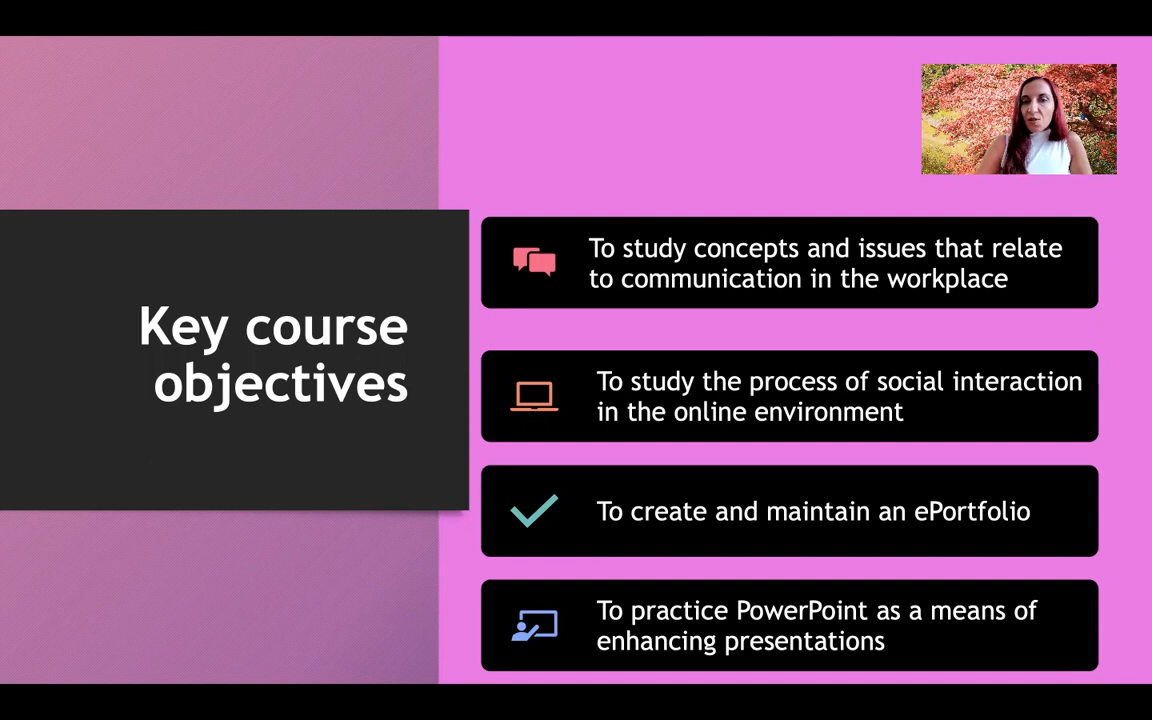 Key course
objectives
To study concepts and issues that relate
to communication in the workplace
To study the process of social interaction
in the online environment
To create and maintain an ePortfolio
To practice PowerPoint as a means of
enhancing presentations